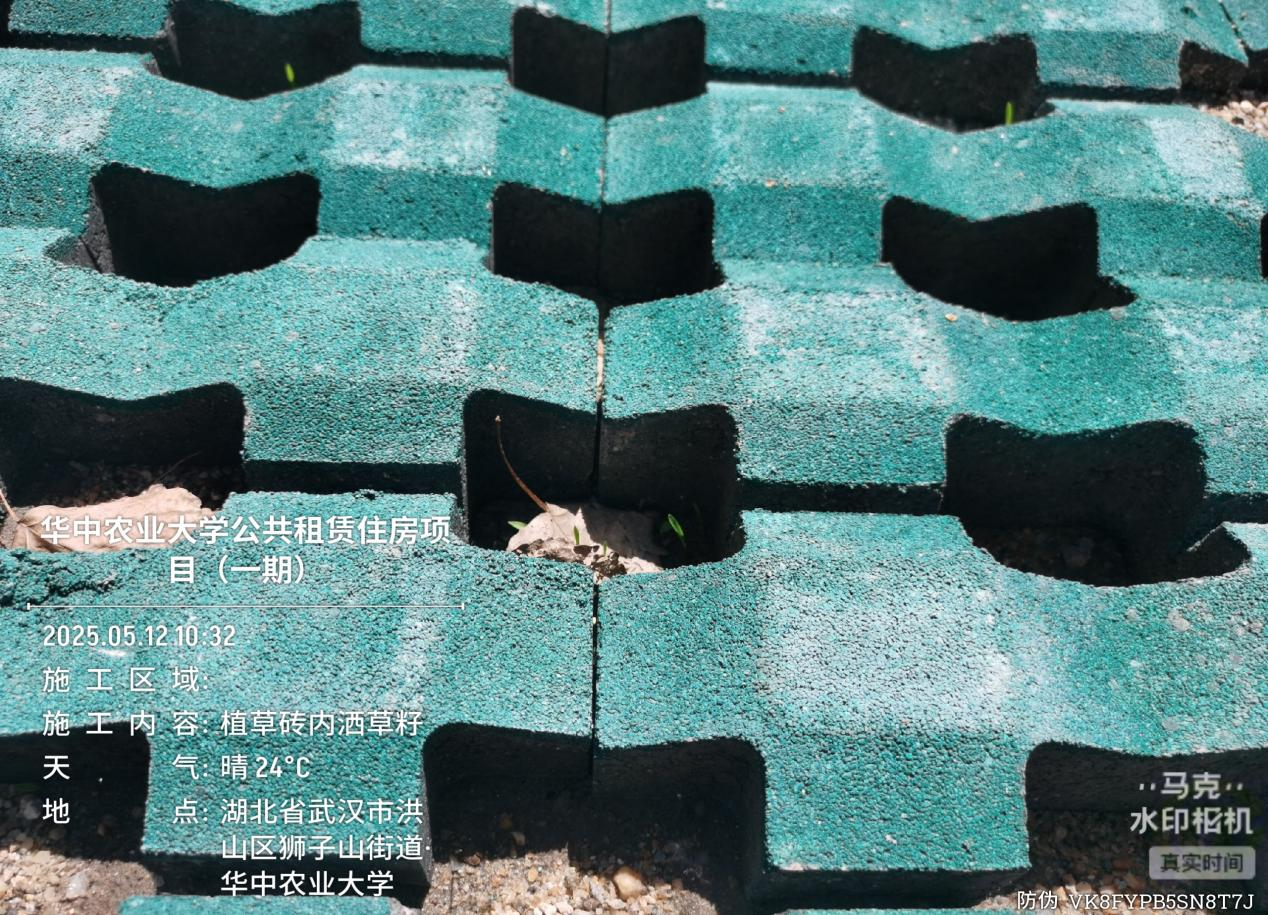 华中农业大学公共租赁住房项
目（一期）
2025.05.12 10:32
施工区域:
施工内容: 植草砖内洒草籽
天气: 晴 24°C
地点: 湖北省武汉市洪
山区狮子山街道·
华中农业大学
马克
水印相机
真实时间
防伪 VK8FYPB5SN8T7J